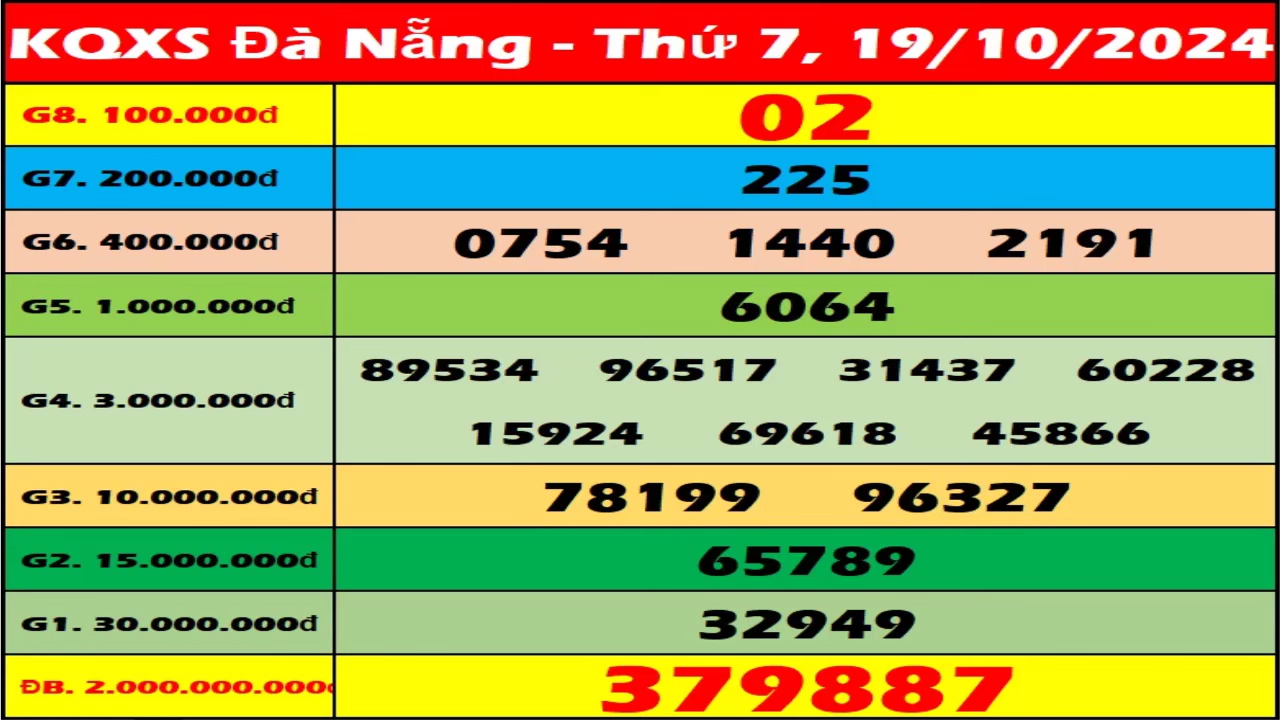 KQXS Đà Nẵng - Thứ 7, 19/10/2024
G8. 100.000đ 02
G7. 200.000đ 225
G6. 400.000đ 0754 1440 2191
G5. 1.000.000đ 6064
G4. 3.000.000đ 89534 96517 31437 60228
15924 69618 45866
G3. 10.000.000đ 78199 96327
G2. 15.000.000đ 65789
G1. 30.000.000đ 32949
ĐB. 2.000.000.000đ 379887